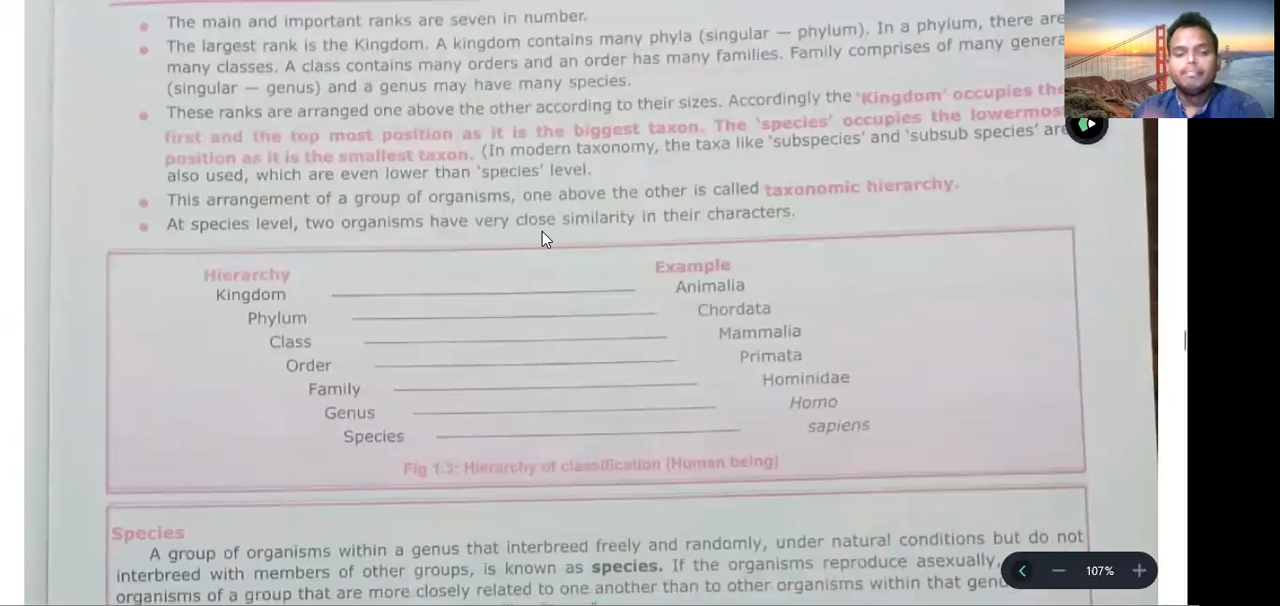 The main and important ranks are seven in number.
The largest rank is the Kingdom. A kingdom contains many phyla (singular — phylum). In a phylum, there are
many classes. A class contains many orders and an order has many families. Family comprises of many genera
(singular — genus) and a genus may have many species.
These ranks are arranged one above the other according to their sizes. Accordingly the 'Kingdom' occupies the
first and the top most position as it is the biggest taxon. The 'species' occupies the lowermost
position as it is the smallest taxon. (In modern taxonomy, the taxa like 'subspecies' and 'subsub species' are
also used, which are even lower than 'species' level.
This arrangement of a group of organisms, one above the other is called taxonomic hierarchy.
At species level, two organisms have very close similarity in their characters.
Hierarchy Example
Kingdom Animalia
Phylum Chordata
Class Mammalia
Order Primata
Family Hominidae
Genus Homo
Species sapiens
Fig 1.3: Hierarchy of classification (Human being)
Species
A group of organisms within a genus that interbreed freely and randomly, under natural conditions but do not
interbreed with members of other groups, is known as species. If the organisms reproduce asexually,
organisms of a group that are more closely related to one another than to other organisms within that
107%